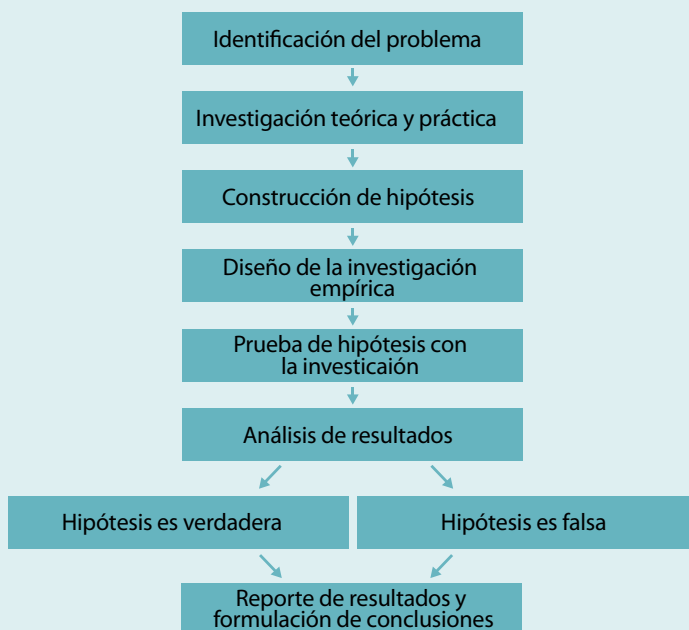 Identificación del problema
Investigación teórica y práctica
Construcción de hipótesis
Diseño de la investigación
empírica
Prueba de hipótesis con
la investicaión
Análisis de resultados
Hipótesis es verdadera
Hipótesis es falsa
Reporte de resultados y
formulación de conclusiones